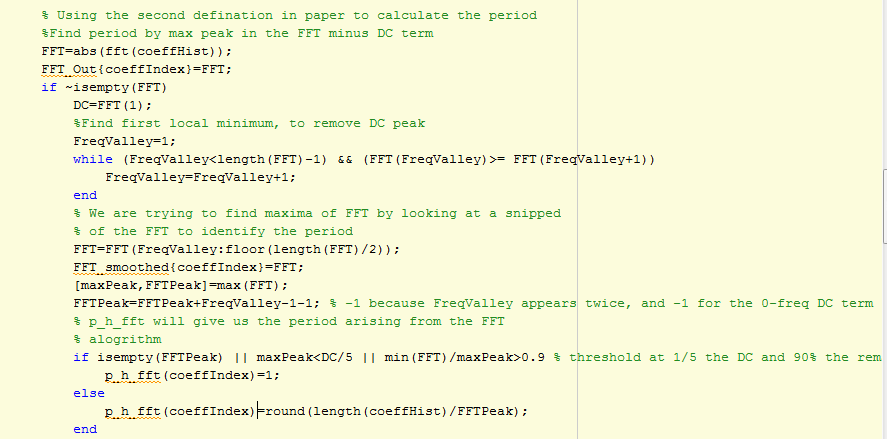 % Using the second defination in paper to calculate the period
%Find period by max peak in the FFT minus DC term
FFT=abs(fft(coeffHist));
FFT_Out{coeffIndex}=FFT;
if ~isempty(FFT)
DC=FFT(1);
%Find first local minimum, to remove DC peak
FreqValley=1;
while (FreqValley<length(FFT)-1) && (FFT(FreqValley)>= FFT(FreqValley+1))
FreqValley=FreqValley+1;
end
% We are trying to find maxima of FFT by looking at a snipped
% of the FFT to identify the period
FFT=FFT(FreqValley:floor(length(FFT)/2));
FFT_smoothed{coeffIndex}=FFT;
[maxPeak,FFTPeak]=max(FFT);
FFTPeak=FFTPeak+FreqValley-1-1; % -1 because FreqValley appears twice, and -1 for the 0-freq DC term
% p_h_fft will give us the period arising from the FFT
% alogrithm
if isempty(FFTPeak) || maxPeak<DC/5 || min(FFT)/maxPeak>0.9 % threshold at 1/5 the DC and 90% the rem
p_h_fft(coeffIndex)=1;
else
p_h_fft(coeffIndex)=round(length(coeffHist)/FFTPeak);
end